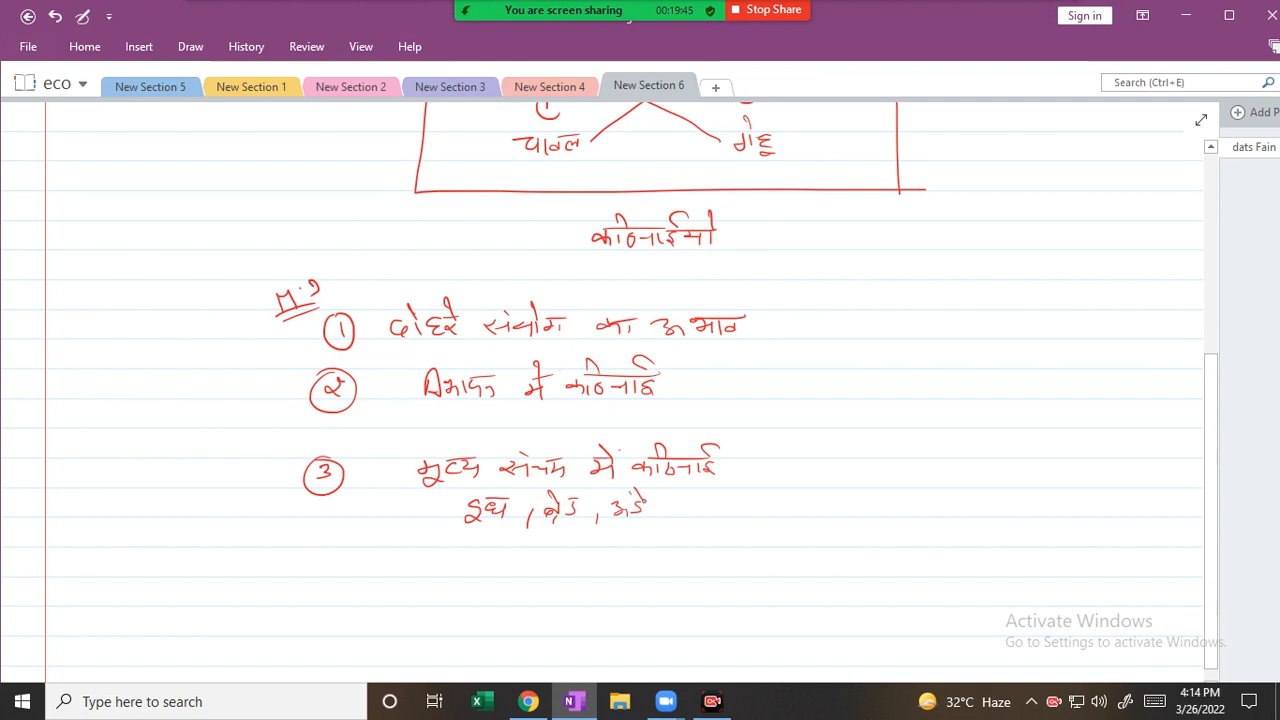 You are screen sharing 00:19:45 Stop Share
Sign in
File Home Insert Draw History Review View Help
eco New Section 5 New Section 1 New Section 2 New Section 3 New Section 4 New Section 6 + Search (Ctrl+E)
Add P
चावल गेहू
dats Fain
कठिनाईयाँ
① दोहरे संयोग का अभाव
② विभाजन में कठिनाई
③ मूल्य संचय में कठिनाई
दूध , ब्रेड , अंडे
Activate Windows
Go to Settings to activate Windows.
Type here to search 32°C Haze 4:14 PM
3/26/2022